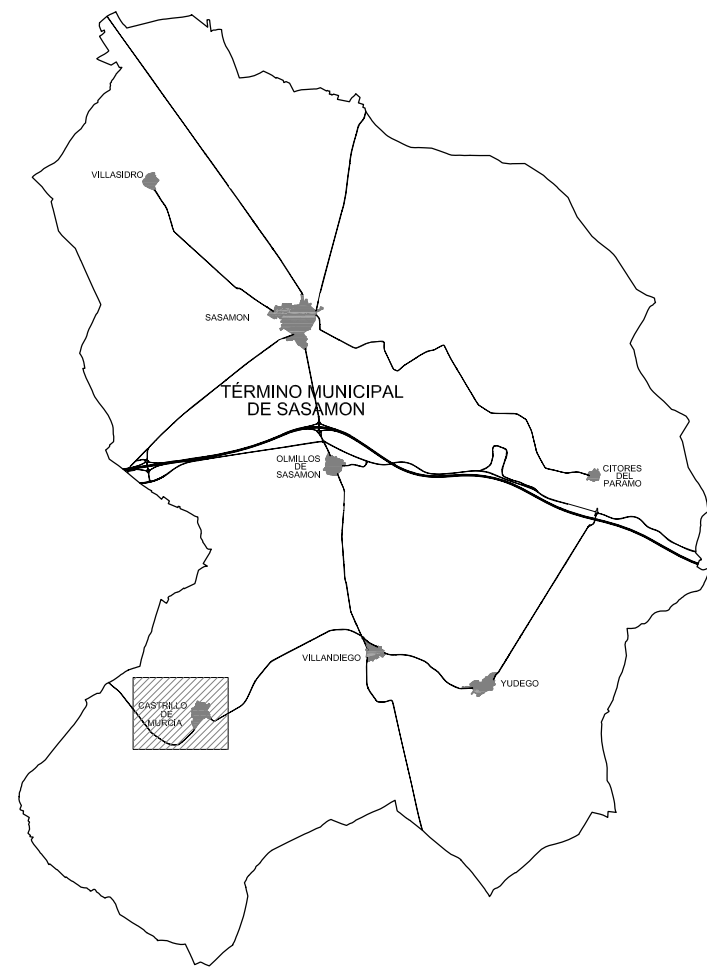 VILLASIDRO
SASAMON
TÉRMINO MUNICIPAL
DE SASAMON
OLMILLOS
DE
SASAMON
CITORES
DEL
PARAMO
VILLANDIEGO
YUDEGO
CASTRILLO
DE
MURCIA